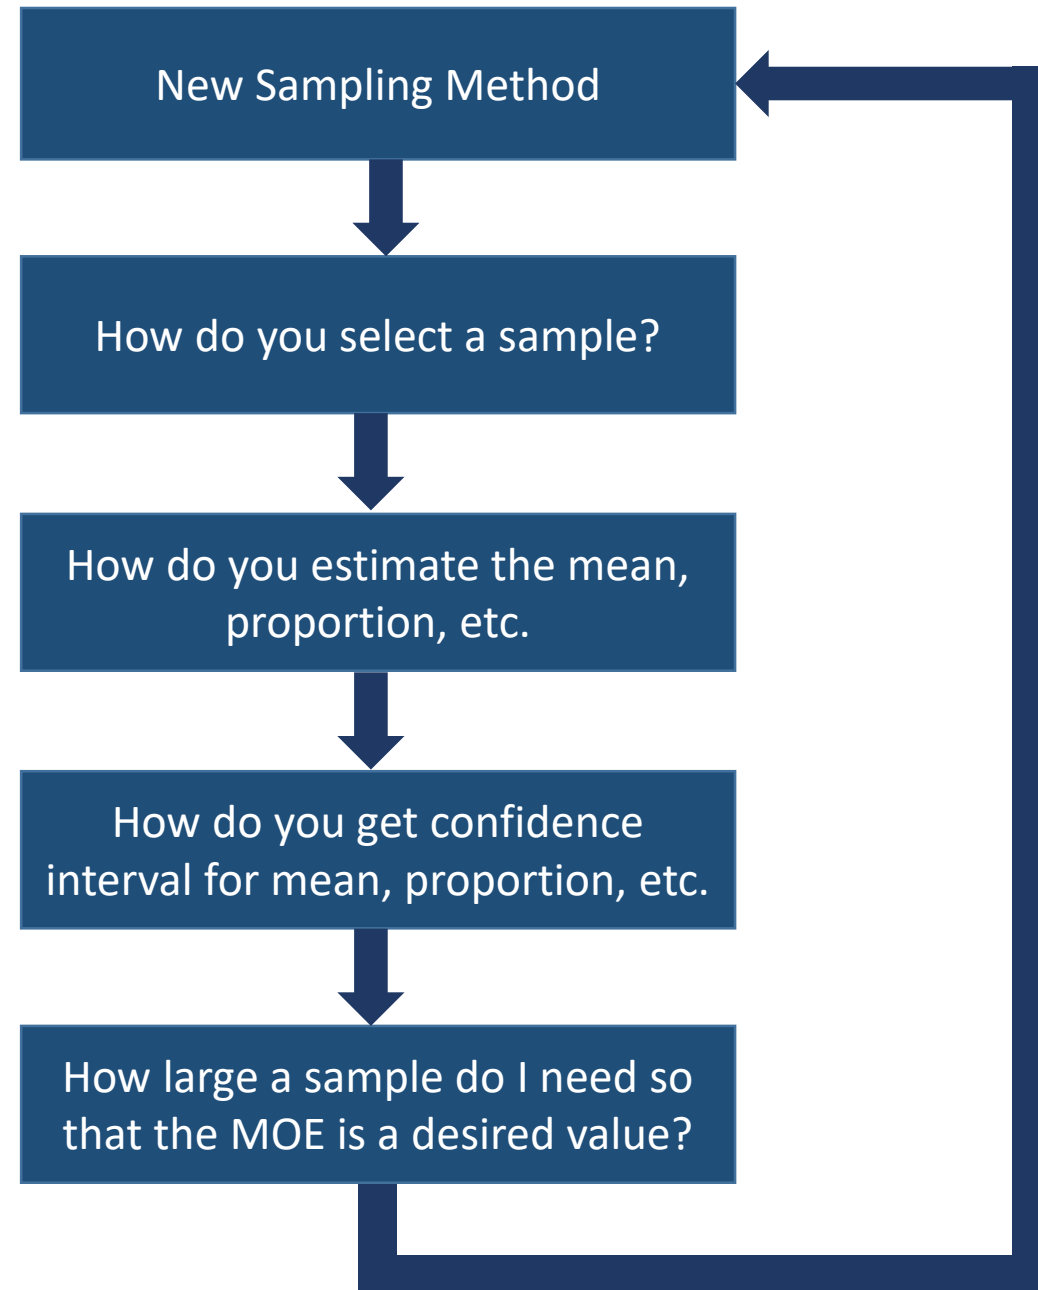 New Sampling Method
How do you select a sample?
How do you estimate the mean,
proportion, etc.
How do you get confidence
interval for mean, proportion, etc.
How large a sample do I need so
that the MOE is a desired value?